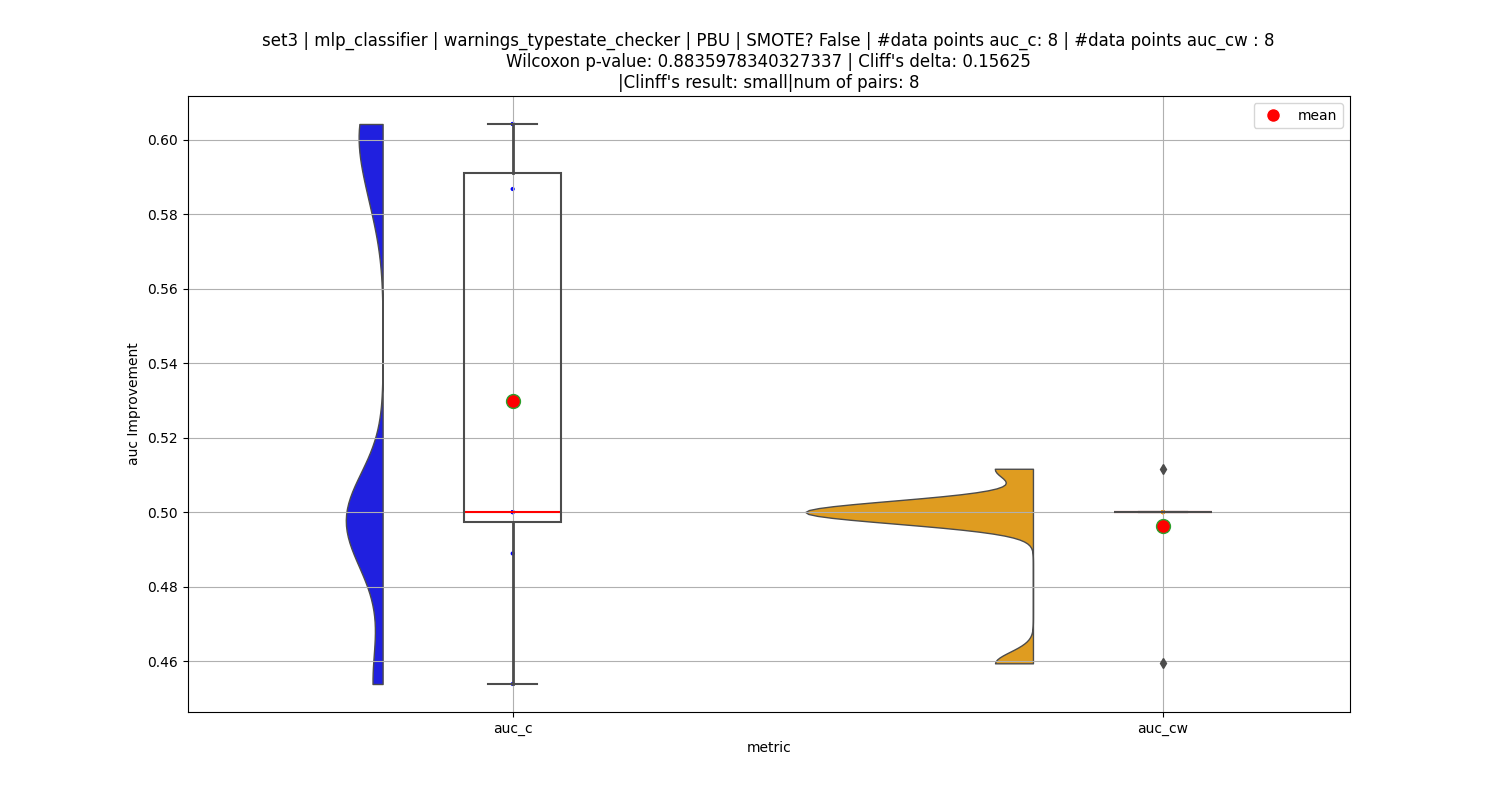 set3 | mlp_classifier | warnings_typestate_checker | PBU | SMOTE? False | #data points auc_c: 8 | #data points auc_cw : 8
Wilcoxon p-value: 0.8835978340327337 | Cliff's delta: 0.15625
|Clinff's result: small|num of pairs: 8
mean
0.60
0.58
0.56
0.54
0.52
0.50
0.48
0.46
auc Improvement
auc_c
auc_cw
metric